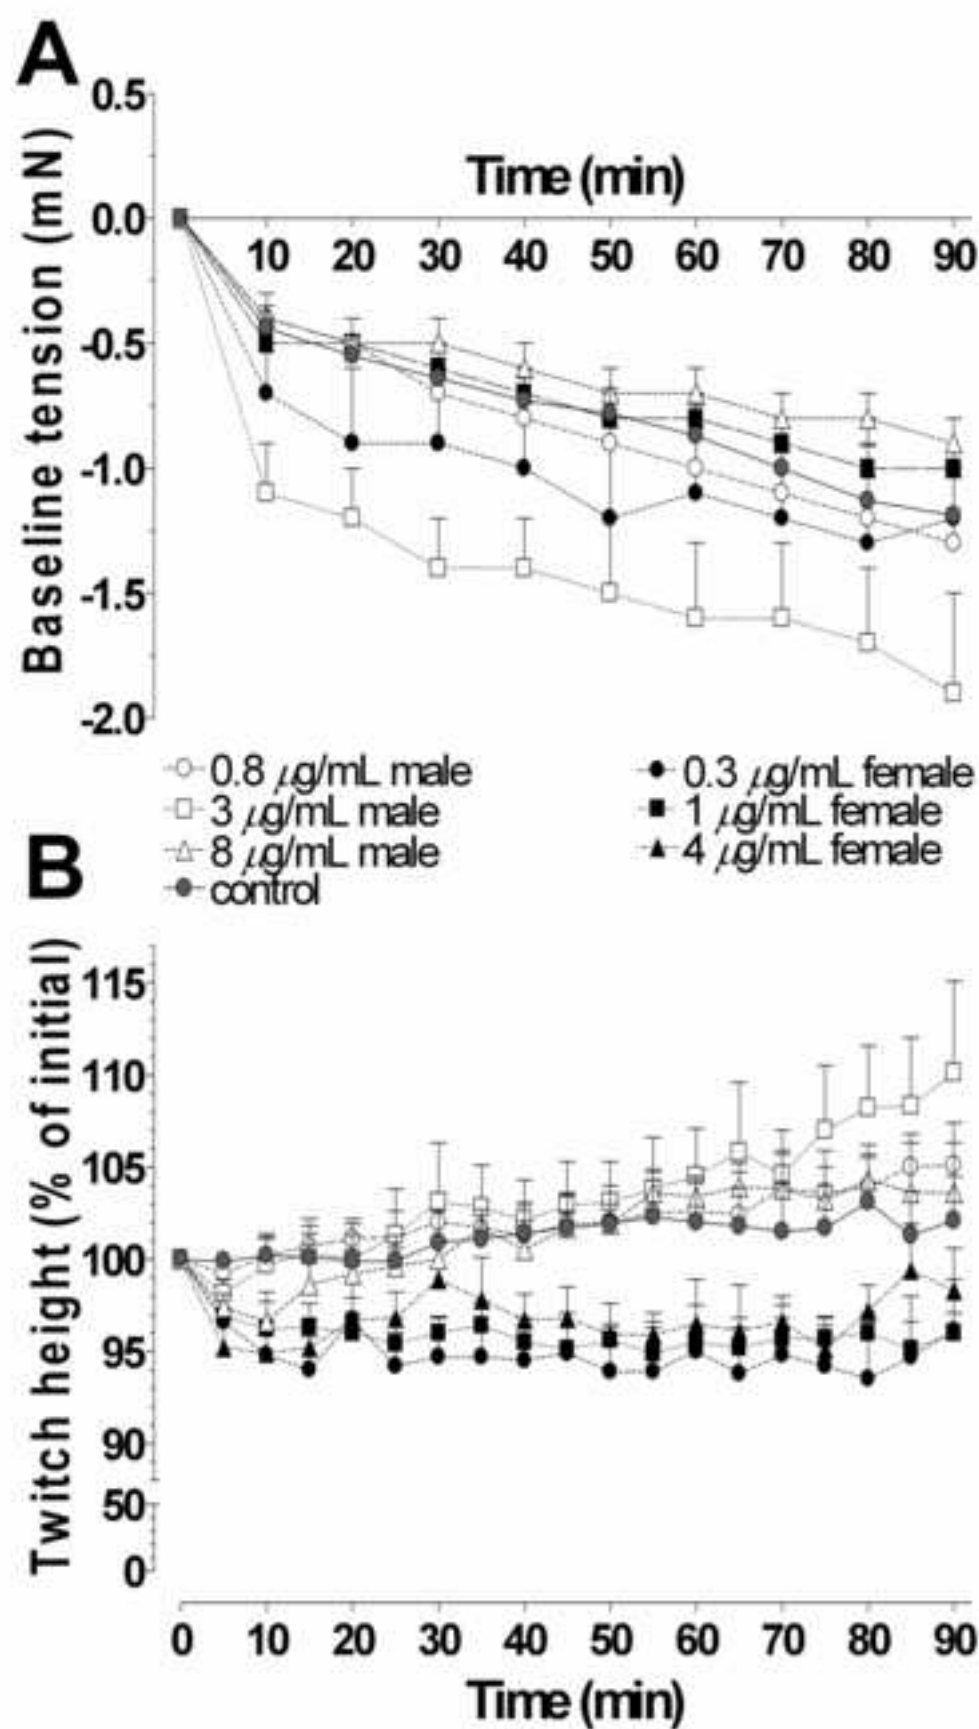 A
0.5
Time (min)
0.0
10 20 30 40 50 60 70 80 90
-0.5
-1.0
-1.5
-2.0
Baseline tension (mN)
0.8 μg/mL male
3 μg/mL male
8 μg/mL male
control
0.3 μg/mL female
1 μg/mL female
4 μg/mL female
B
115
110
105
100
95
90
50
0
Twitch height (% of initial)
0 10 20 30 40 50 60 70 80 90
Time (min)